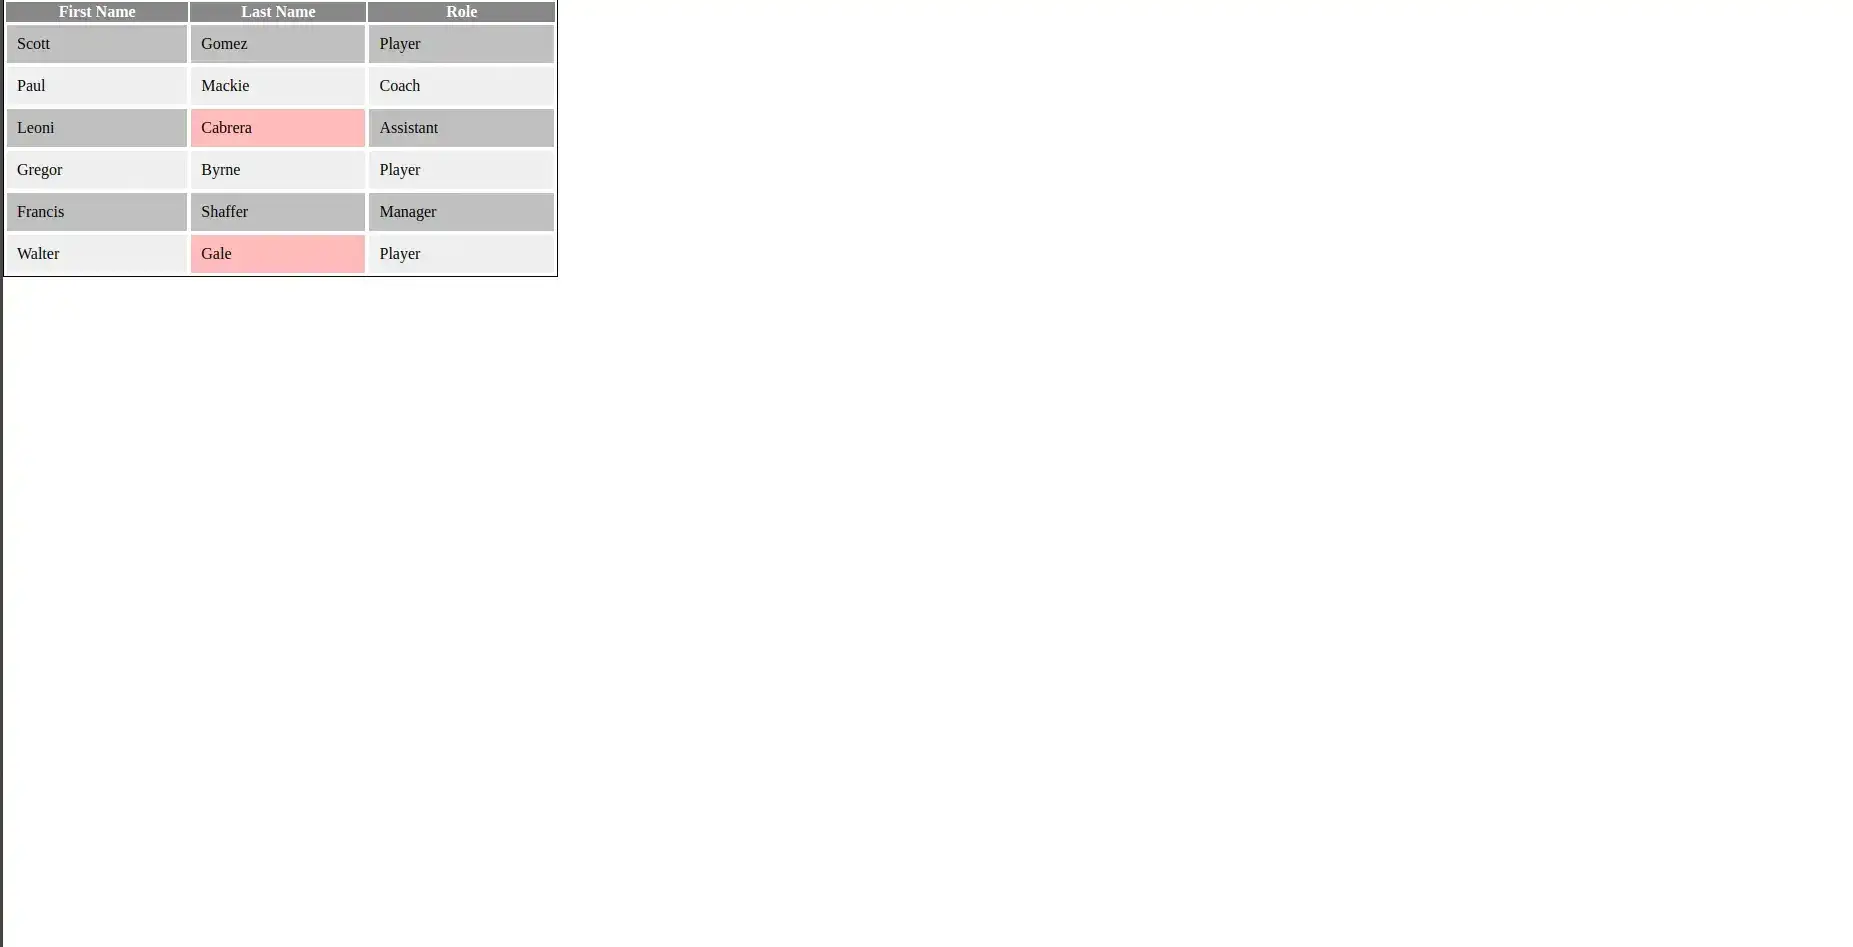 First Name Last Name Role
Scott Gomez Player
Paul Mackie Coach
Leoni Cabrera Assistant
Gregor Byrne Player
Francis Shaffer Manager
Walter Gale Player